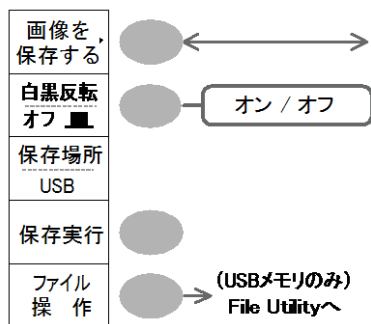 画像を
保存する
白黒反転
オフ
オン / オフ
保存場所
USB
保存実行
ファイル
操 作
(USBメモリのみ)
File Utilityへ